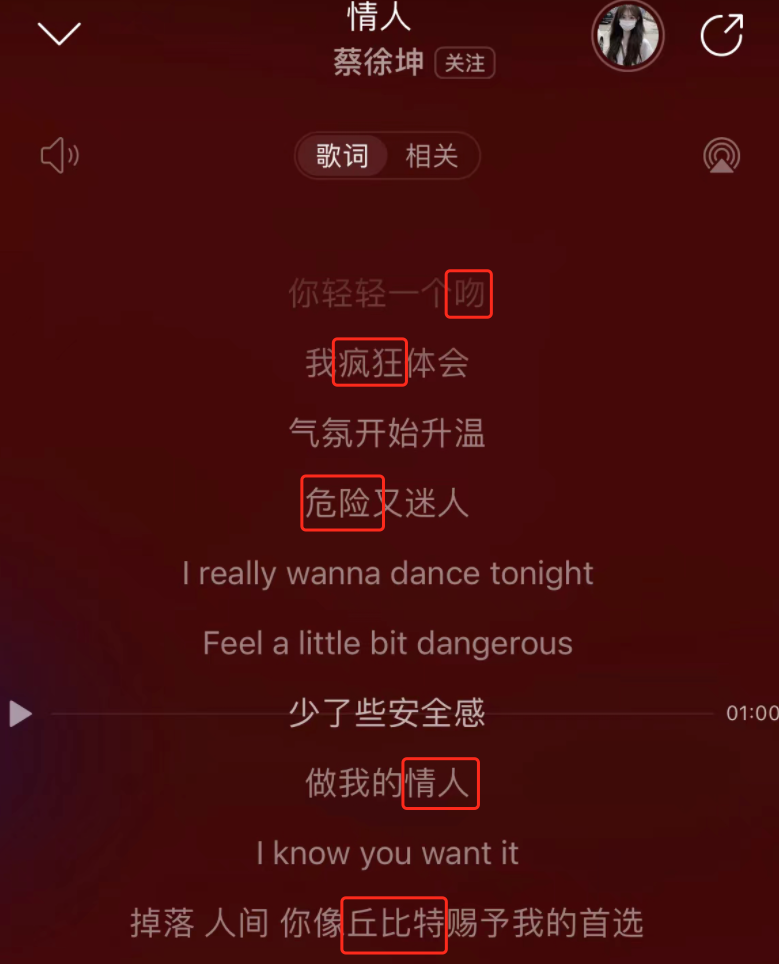 情人
蔡徐坤 关注
歌词 相关
你轻轻一个吻
我疯狂体会
气氛开始升温
危险又迷人
I really wanna dance tonight
Feel a little bit dangerous
少了些安全感 01:00
做我的情人
I know you want it
掉落 人间 你像丘比特赐予我的首选